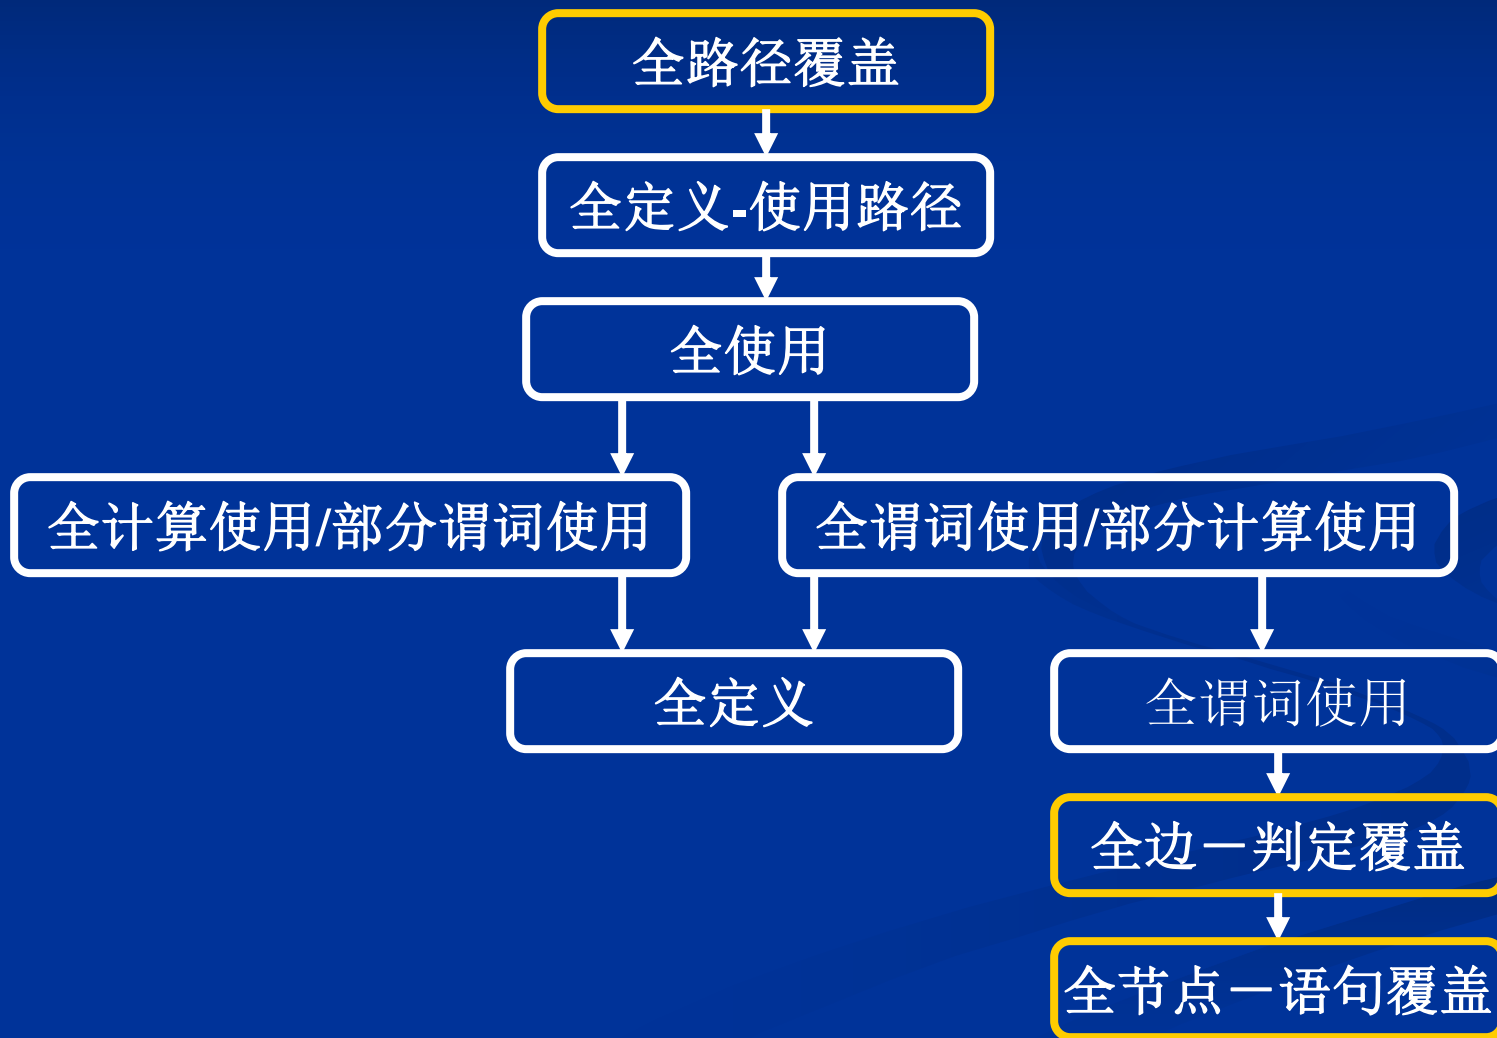 全路径覆盖
全定义-使用路径
全使用
全计算使用/部分谓词使用
全谓词使用/部分计算使用
全定义
全谓词使用
全边－判定覆盖
全节点－语句覆盖